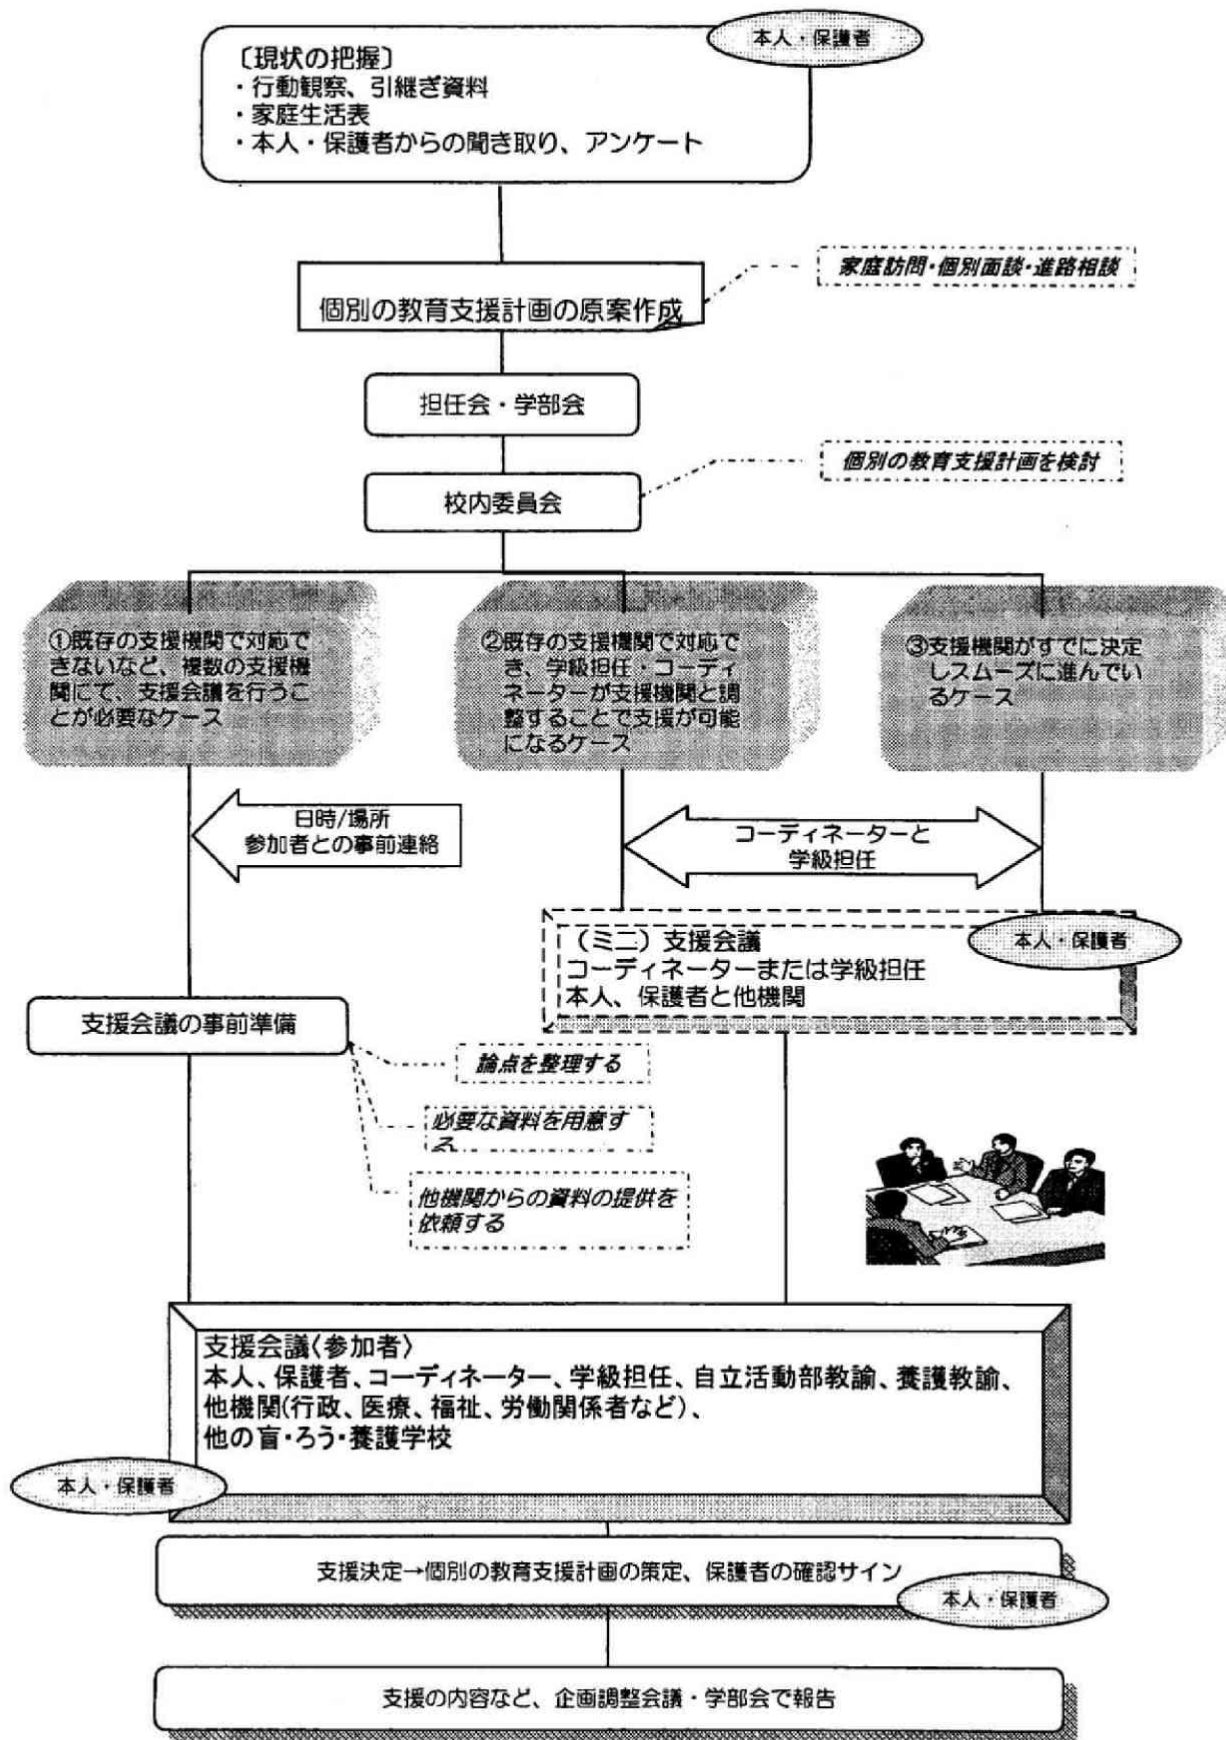 本人・保護者
〔現状の把握〕
・行動観察、引継ぎ資料
・家庭生活表
・本人・保護者からの聞き取り、アンケート
家庭訪問・個別面談・進路相談
個別の教育支援計画の原案作成
担任会・学部会
個別の教育支援計画を検討
校内委員会
①既存の支援機関で対応で
きないなど、複数の支援機
関にて、支援会議を行うこ
とが必要なケース
②既存の支援機関で対応で
き、学級担任・コーディ
ネーターが支援機関と調
整することで支援が可能
になるケース
③支援機関がすでに決定
しスムーズに進んでい
るケース
日時/場所
参加者との事前連絡
コーディネーターと
学級担任
本人・保護者
（ミニ）支援会議
コーディネーターまたは学級担任
本人、保護者と他機関
支援会議の事前準備
論点を整理する
必要な資料を用意す
る
他機関からの資料の提供を
依頼する
支援会議〈参加者〉
本人、保護者、コーディネーター、学級担任、自立活動部教諭、養護教諭、
他機関(行政、医療、福祉、労働関係者など)、
他の盲・ろう・養護学校
本人・保護者
支援決定→個別の教育支援計画の策定、保護者の確認サイン
本人・保護者
支援の内容など、企画調整会議・学部会で報告